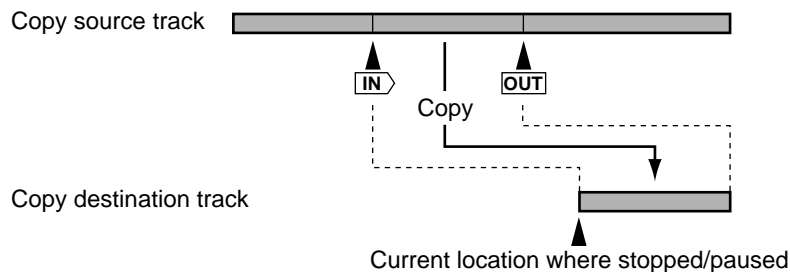 Copy source track
IN
OUT
Copy
Copy destination track
Current location where stopped/paused